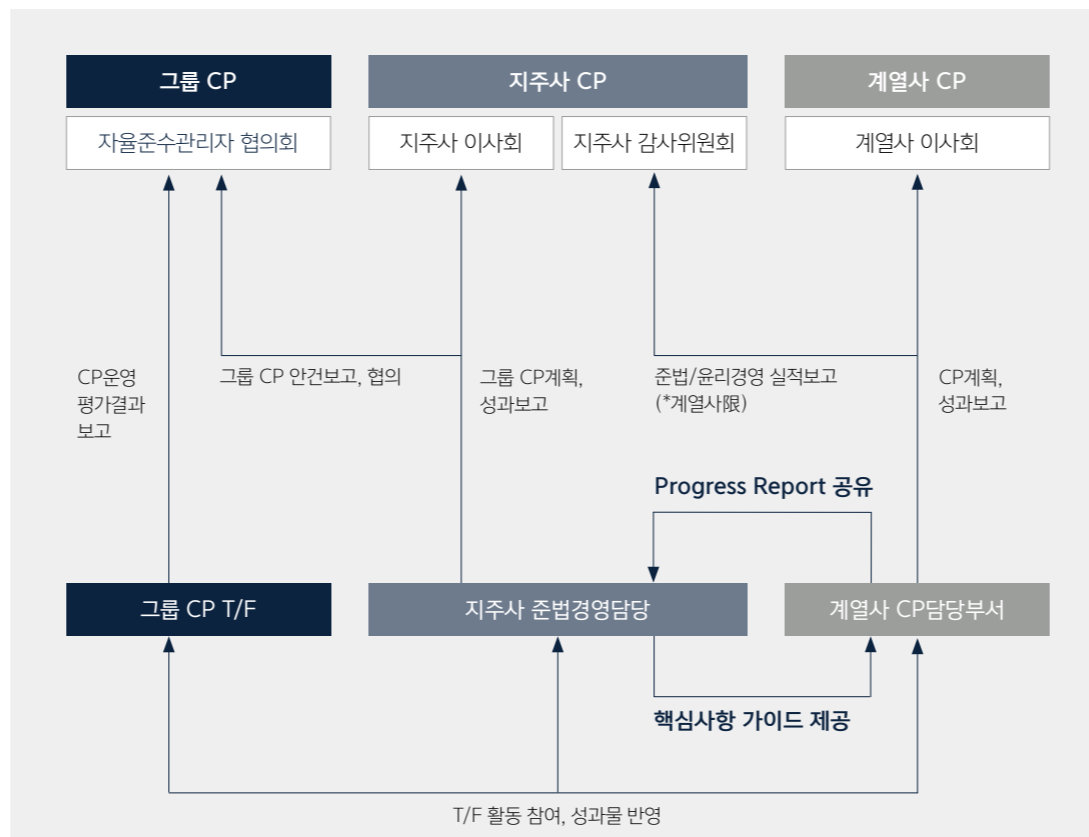 그룹 CP
지주사 CP
계열사 CP
자율준수관리자 협의회
지주사 이사회
지주사 감사위원회
계열사 이사회
CP운영
평가결과
보고
그룹 CP 안건보고, 협의
그룹 CP계획,
성과보고
준법/윤리경영 실적보고
(*계열사限)
CP계획,
성과보고
Progress Report 공유
그룹 CP T/F
지주사 준법경영담당
계열사 CP담당부서
핵심사항 가이드 제공
T/F 활동 참여, 성과물 반영